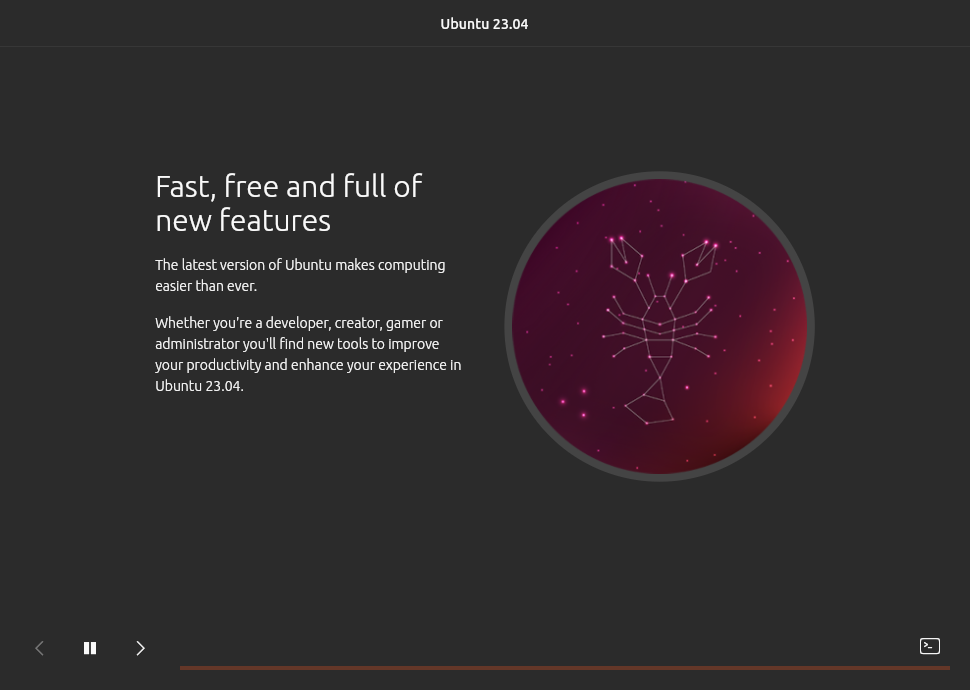 Ubuntu 23.04
Fast, free and full of
new features
The latest version of Ubuntu makes computing
easier than ever.
Whether you're a developer, creator, gamer or
administrator you'll find new tools to improve
your productivity and enhance your experience in
Ubuntu 23.04.